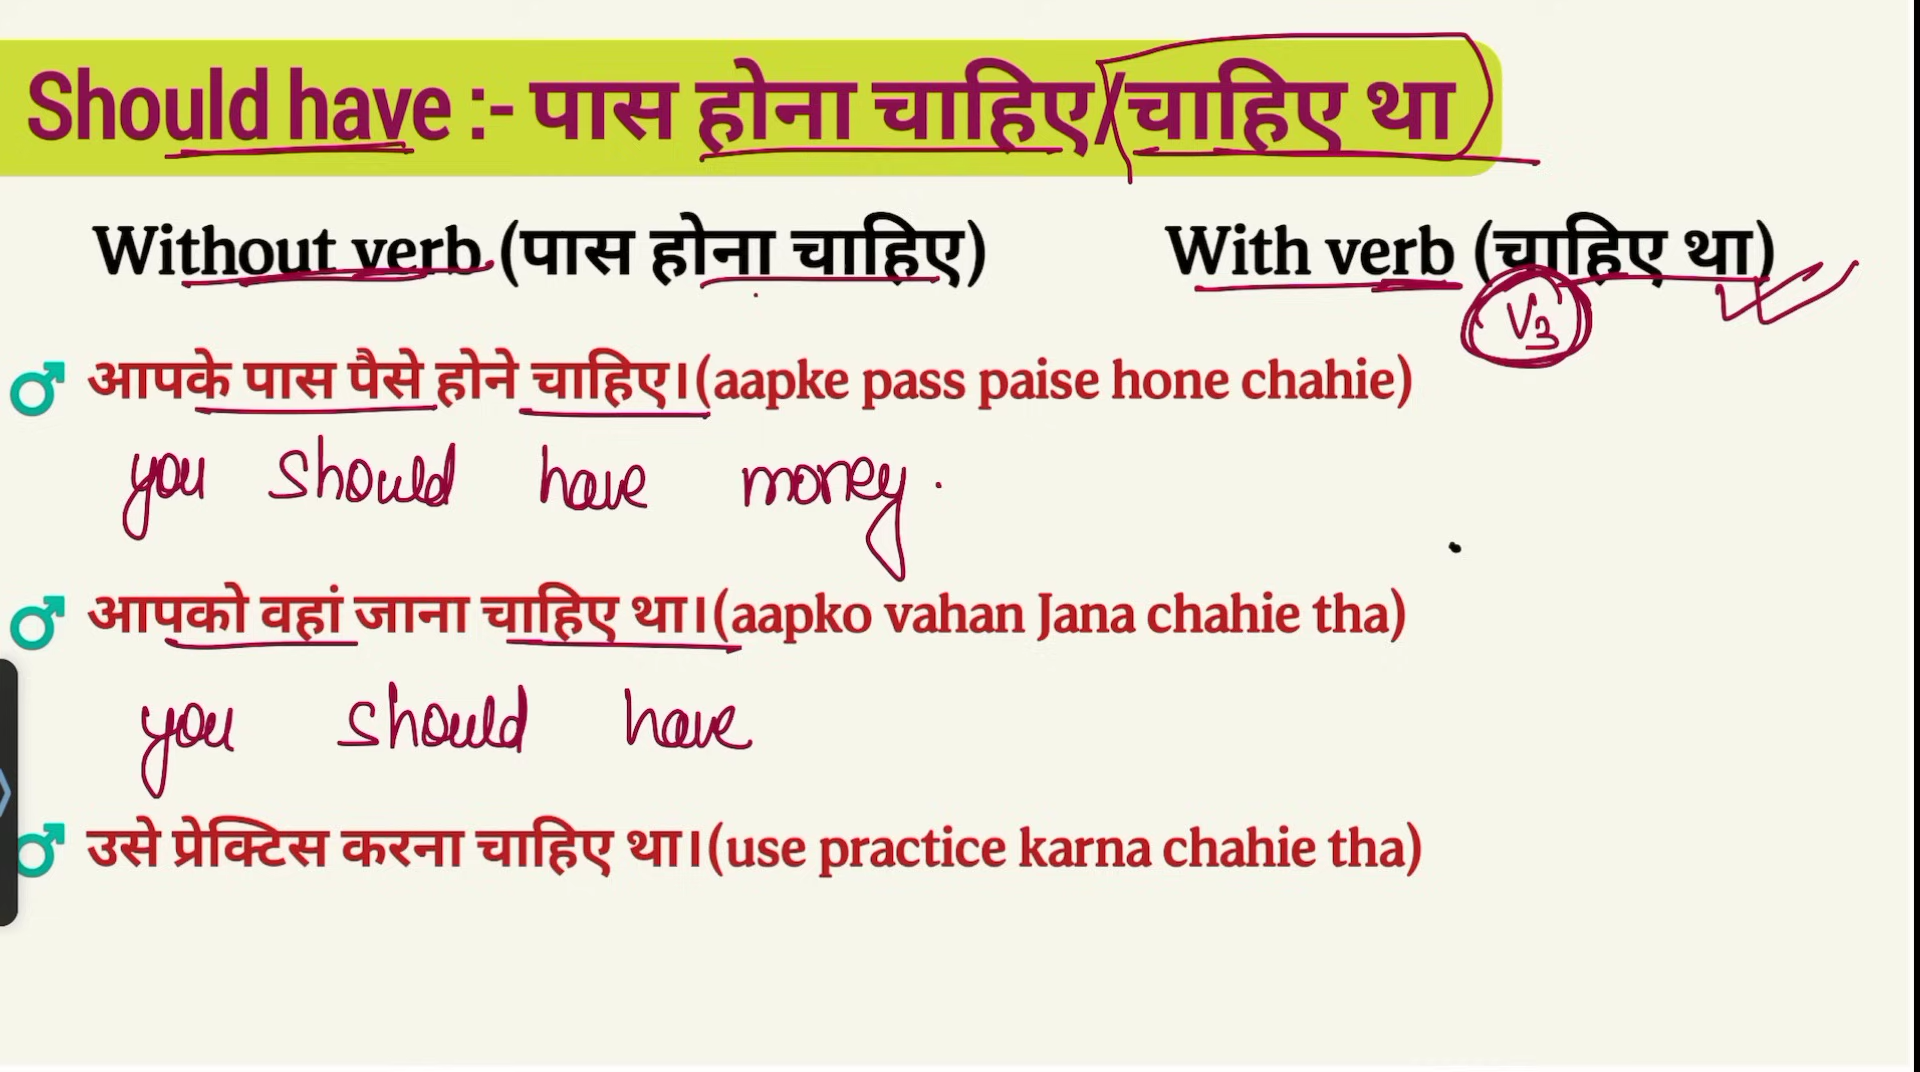 Should have :- पास होना चाहिए/चाहिए था
Without verb (पास होना चाहिए) With verb (चाहिए था)
V3
आपके पास पैसे होने चाहिए।(aapke pass paise hone chahie)
you should have money.
आपको वहां जाना चाहिए था।(aapko vahan Jana chahie tha)
you should have
उसे प्रेक्टिस करना चाहिए था।(use practice karna chahie tha)